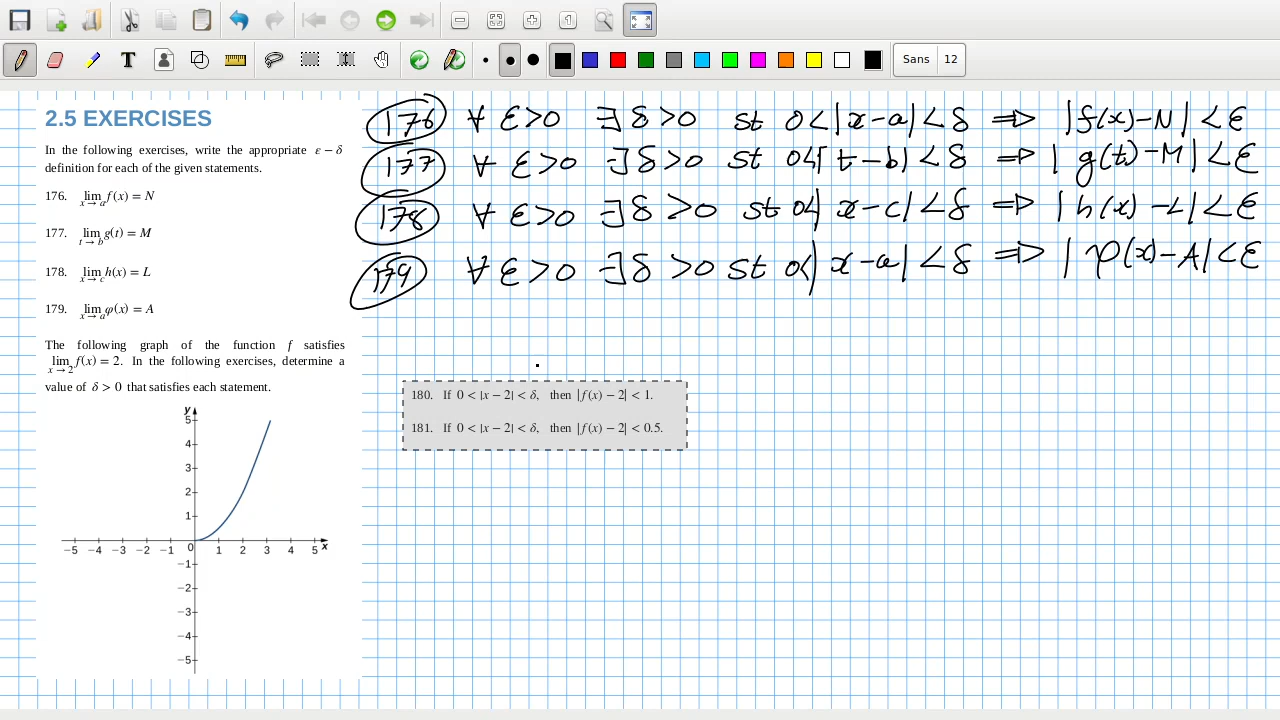 Sans 12
2.5 EXERCISES
In the following exercises, write the appropriate ε − δ
definition for each of the given statements.
176. lim x → a f(x) = N
177. lim t → b g(t) = M
178. lim x → c h(x) = L
179. lim x → a φ(x) = A
The following graph of the function f satisfies
lim x → 2 f(x) = 2. In the following exercises, determine a
value of δ > 0 that satisfies each statement.
y
5
4
3
2
1
−5 −4 −3 −2 −1 0 1 2 3 4 5 x
−1
−2
−3
−4
−5
176 ∀ ε>0 ∃ δ>0 st 0<|x-a|<δ ⇒ |f(x)-N|<ε
177 ∀ ε>0 ∃ δ>0 st 0<|t-b|<δ ⇒ |g(t)-M|<ε
178 ∀ ε>0 ∃ δ>0 st 0<|x-c|<δ ⇒ |h(x)-L|<ε
179 ∀ ε>0 ∃ δ>0 st 0<|x-a|<δ ⇒ |φ(x)-A|<ε
180. If 0 < |x − 2| < δ, then |f(x) − 2| < 1.
181. If 0 < |x − 2| < δ, then |f(x) − 2| < 0.5.